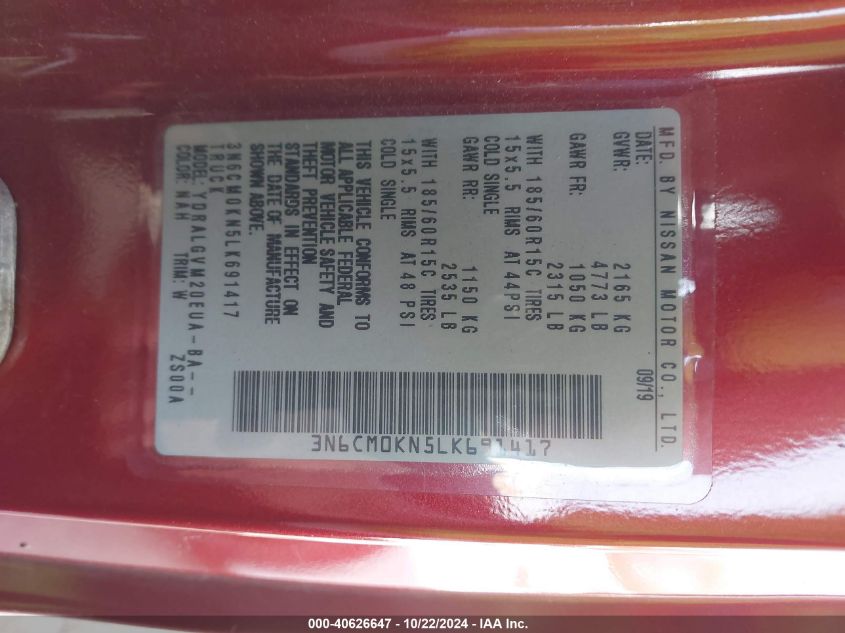 MFD. BY NISSAN MOTOR CO., LTD.
DATE: 09/19
GVWR: 2165 KG
4773 LB
GAWR FR: 1050 KG
2315 LB
WITH 185/60R15C TIRES
15x5.5 RIMS AT 44PSI
COLD SINGLE
GAWR RR: 1150 KG
2535 LB
WITH 185/60R15C TIRES
15x5.5 RIMS AT 48 PSI
COLD SINGLE
THIS VEHICLE CONFORMS TO
ALL APPLICABLE FEDERAL
MOTOR VEHICLE SAFETY AND
THEFT PREVENTION
STANDARDS IN EFFECT ON
THE DATE OF MANUFACTURE
SHOWN ABOVE.
3N6CM0KN5LK691417
TRUCK
MODEL: YDRALGVM20EUA-BA--
COLOR: NAH TRIM: W ZS00A
3N6CM0KN5LK691417
000-40626647 - 10/22/2024 - IAA Inc.